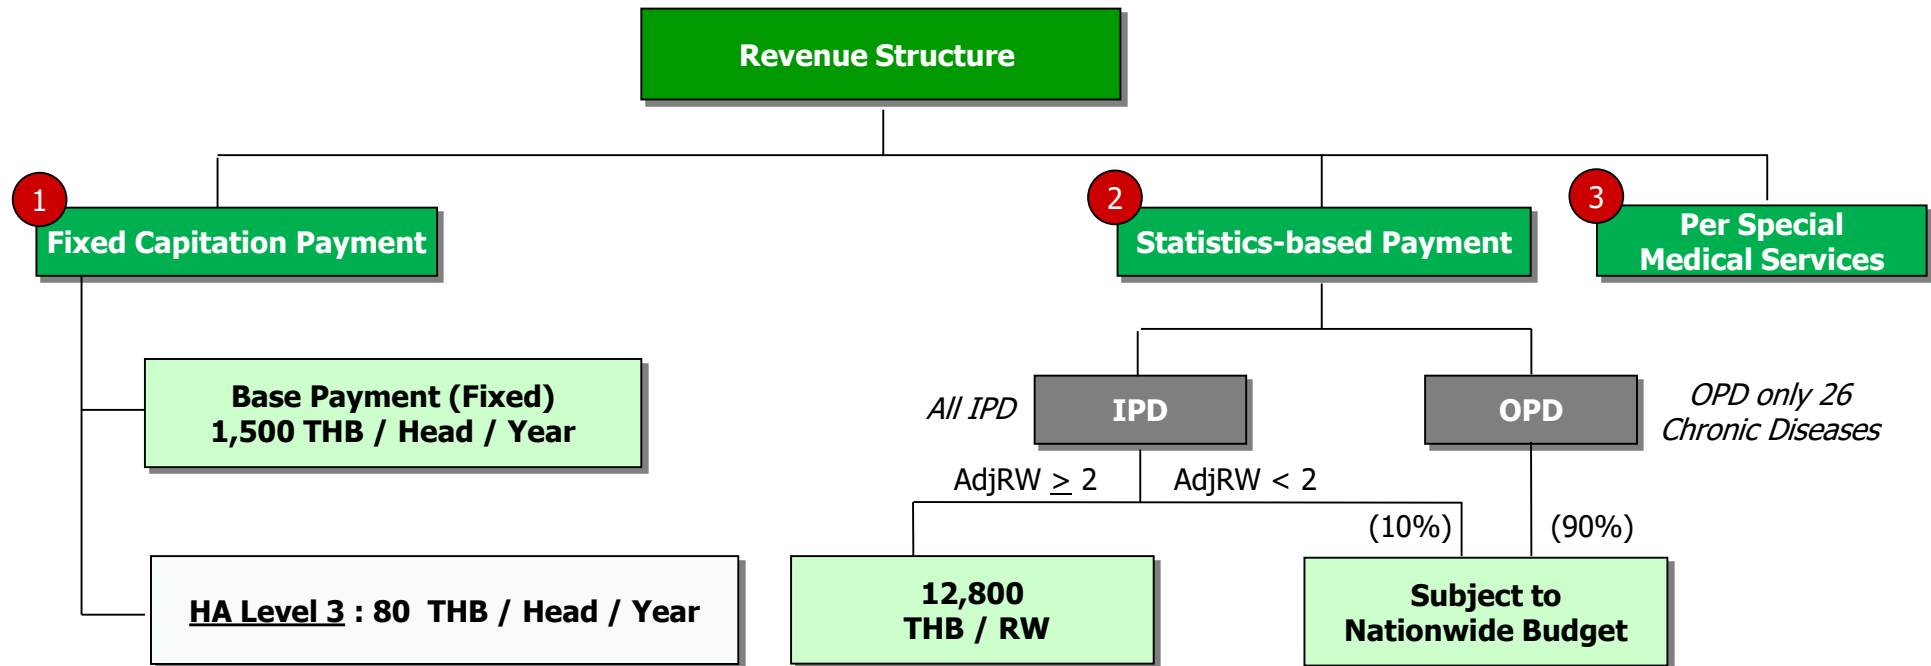 Revenue Structure
1
Fixed Capitation Payment
2
Statistics-based Payment
3
Per Special
Medical Services
Base Payment (Fixed)
1,500 THB / Head / Year
HA Level 3 : 80 THB / Head / Year
All IPD
IPD
OPD
OPD only 26
Chronic Diseases
AdjRW ≥ 2
AdjRW < 2
(10%)
(90%)
12,800
THB / RW
Subject to
Nationwide Budget